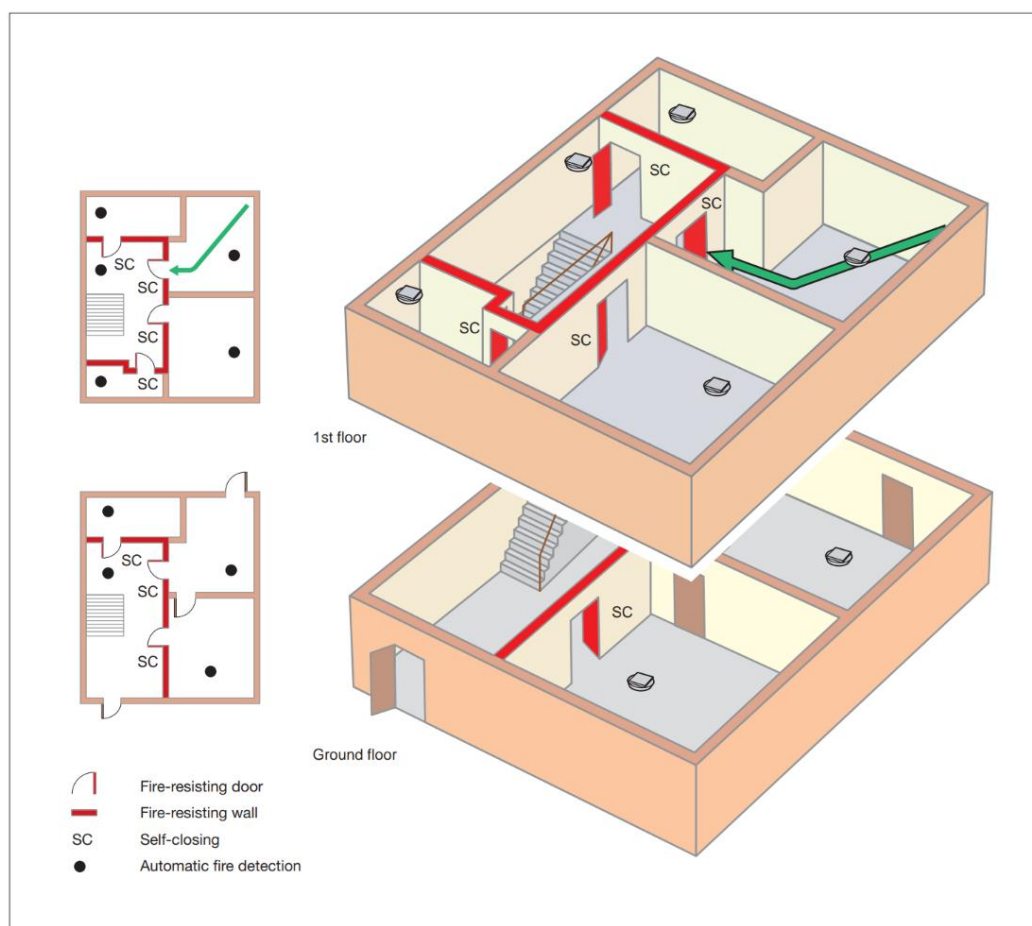 SC
SC
SC
SC
SC
SC
SC
SC
1st floor
SC
SC
SC
SC
Ground floor
Fire-resisting door
Fire-resisting wall
SC
Self-closing
Automatic fire detection